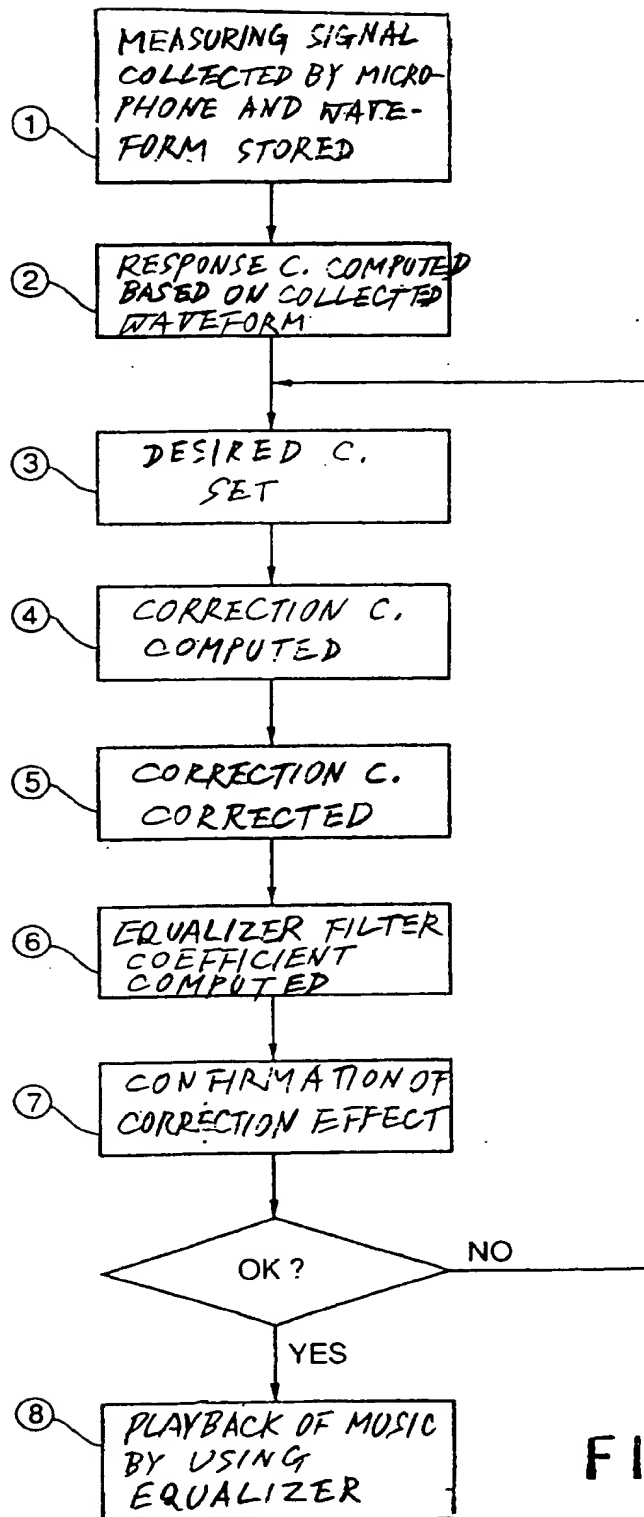 ① MEASURING SIGNAL
COLLECTED BY MICRO-
PHONE AND WAVE-
FORM STORED
② RESPONSE C. COMPUTED
BASED ON COLLECTED
WAVEFORM
③ DESIRED C.
SET
④ CORRECTION C.
COMPUTED
⑤ CORRECTION C.
CORRECTED
⑥ EQUALIZER FILTER
COEFFICIENT
COMPUTED
⑦ CONFIRMATION OF
CORRECTION EFFECT
OK ?
NO
YES
⑧ PLAYBACK OF MUSIC
BY USING
EQUALIZER
FI